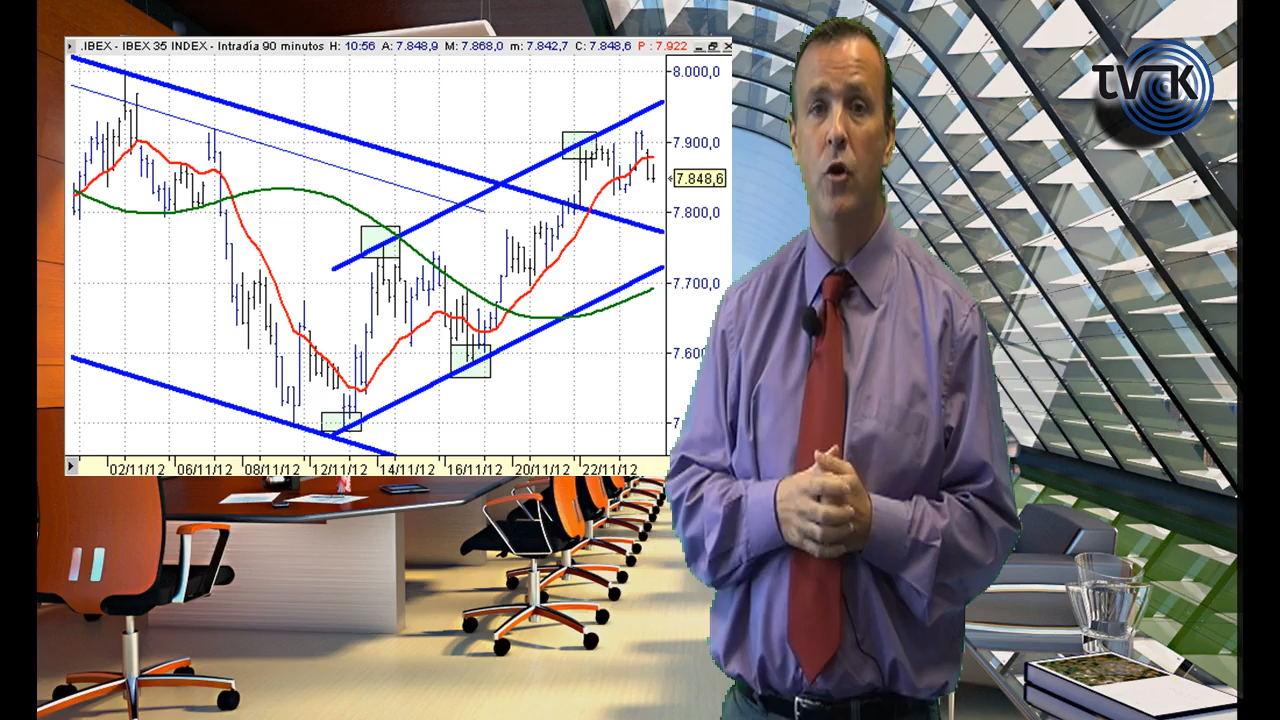 .IBEX - IBEX 35 INDEX - Intradía 90 minutos H: 10:56 A: 7.848,9 M: 7.868,0 m: 7.842,7 C: 7.848,6 P : 7.922
TVK
8.000,0
7.900,0
7.848,6
7.800,0
7.700,0
02/11/12 06/11/12 08/11/12 12/11/12 14/11/12 16/11/12 20/11/12 22/11/12